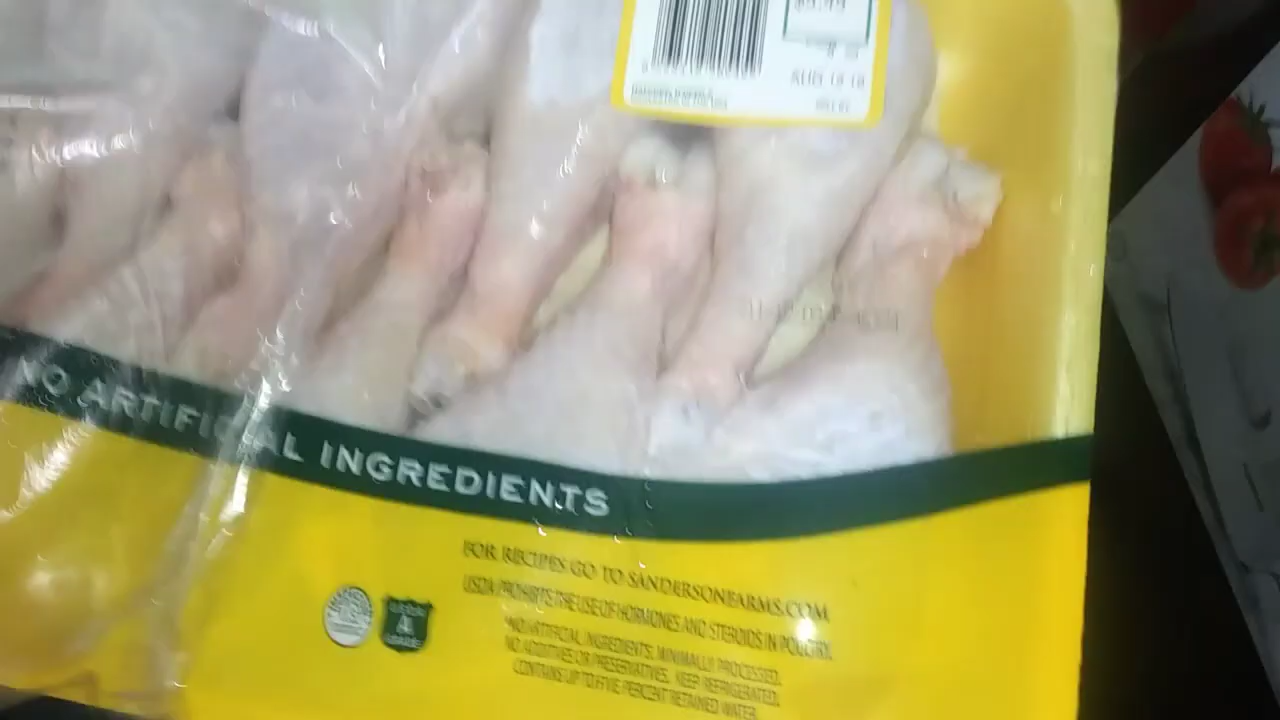 NO ARTIFICIAL INGREDIENTS
FOR RECIPES GO TO SANDERSONFARMS.COM
USDA PROHIBITS THE USE OF HORMONES AND STEROIDS IN POULTRY.
*NO ARTIFICIAL INGREDIENTS. MINIMALLY PROCESSED.
NO ADDITIVES OR PRESERVATIVES. KEEP REFRIGERATED.
CONTAINS UP TO FIVE PERCENT RETAINED WATER.